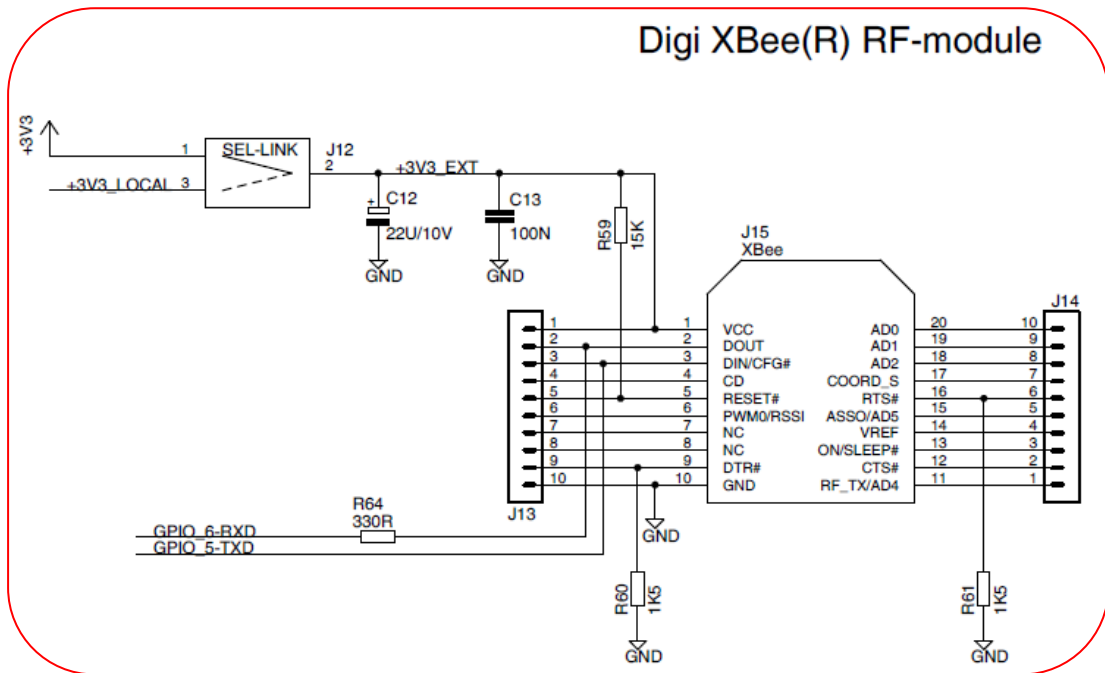 Digi XBee(R) RF-module
+3V3
1
SEL-LINK
J12
2
+3V3_EXT
+3V3_LOCAL
3
+
C12
22U/10V
GND
C13
100N
GND
R59
15K
J15
XBee
J13
J14
1 1 VCC AD0 20 10
2 2 DOUT AD1 19 9
3 3 DIN/CFG# AD2 18 8
4 4 CD COORD_S 17 7
5 5 RESET# RTS# 16 6
6 6 PWM0/RSSI ASSO/AD5 15 5
7 7 NC VREF 14 4
8 8 NC ON/SLEEP# 13 3
9 9 DTR# CTS# 12 2
10 10 GND RF_TX/AD4 11 1
R64
330R
GPIO_6-RXD
GPIO_5-TXD
GND
R60
1K5
GND
R61
1K5
GND